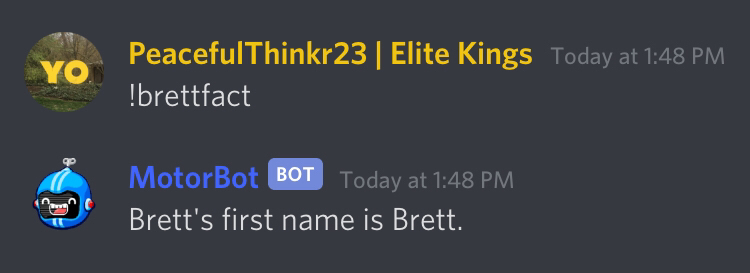 YO
PeacefulThinkr23 | Elite Kings Today at 1:48 PM
!brettfact
MotorBot BOT Today at 1:48 PM
Brett's first name is Brett.